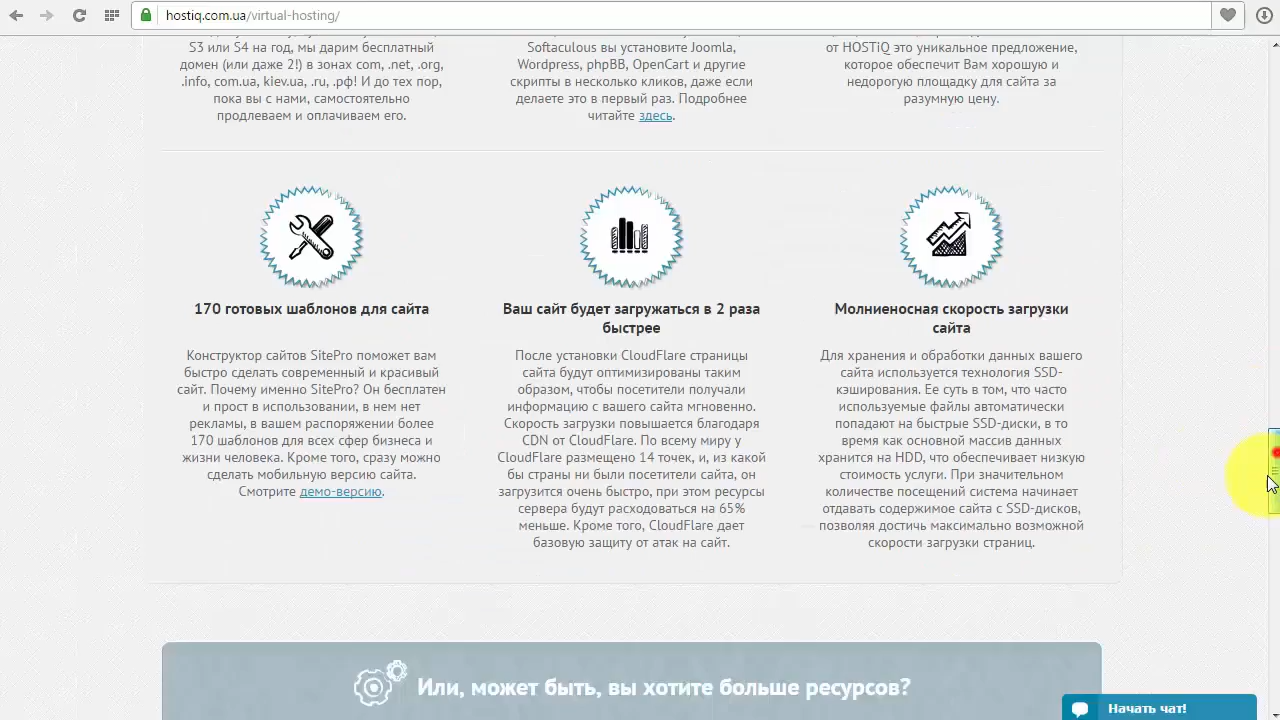 hostiq.com.ua/virtual-hosting/
S3 или S4 на год, мы дарим бесплатный
домен (или даже 2!) в зонах com, .net, .org,
.info, com.ua, kiev.ua, .ru, .рф! И до тех пор,
пока вы с нами, самостоятельно
продлеваем и оплачиваем его.
Softaculous вы установите Joomla,
Wordpress, phpBB, OpenCart и другие
скрипты в несколько кликов, даже если
делаете это в первый раз. Подробнее
читайте здесь.
от HOSTiQ это уникальное предложение,
которое обеспечит Вам хорошую и
недорогую площадку для сайта за
разумную цену.
170 готовых шаблонов для сайта
Конструктор сайтов SitePro поможет вам
быстро сделать современный и красивый
сайт. Почему именно SitePro? Он бесплатен
и прост в использовании, в нем нет
рекламы, в вашем распоряжении более
170 шаблонов для всех сфер бизнеса и
жизни человека. Кроме того, сразу можно
сделать мобильную версию сайта.
Смотрите демо-версию.
Ваш сайт будет загружаться в 2 раза
быстрее
После установки CloudFlare страницы
сайта будут оптимизированы таким
образом, чтобы посетители получали
информацию с вашего сайта мгновенно.
Скорость загрузки повышается благодаря
CDN от CloudFlare. По всему миру у
CloudFlare размещено 14 точек, и, из какой
бы страны ни были посетители сайта, он
загрузится очень быстро, при этом ресурсы
сервера будут расходоваться на 65%
меньше. Кроме того, CloudFlare дает
базовую защиту от атак на сайт.
Молниеносная скорость загрузки
сайта
Для хранения и обработки данных вашего
сайта используется технология SSD-
кэширования. Ее суть в том, что часто
используемые файлы автоматически
попадают на быстрые SSD-диски, в то
время как основной массив данных
хранится на HDD, что обеспечивает низкую
стоимость услуги. При значительном
количестве посещений система начинает
отдавать содержимое сайта с SSD-дисков,
позволяя достичь максимально возможной
скорости загрузки страниц.
Или, может быть, вы хотите больше ресурсов?
Начать чат!